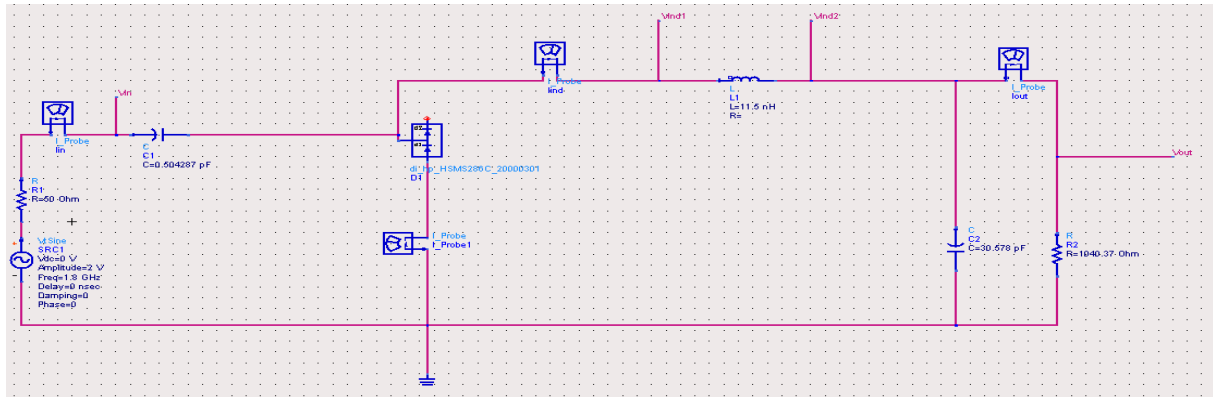 Vind1
Vind2
I_Probe
Iind
I_Probe
Iout
L
L1
L=11.5 nH
R=
Vin
I_Probe
Iin
C
C1
C=0.504287 pF
Vout
di_hp_HSMS286C_20000301
D1
R
R1
R=50 Ohm
I_Probe
I_Probe1
C
C2
C=30.578 pF
R
R2
R=1040.37 Ohm
VtSine
SRC1
Vdc=0 V
Amplitude=2 V
Freq=1.8 GHz
Delay=0 nsec
Damping=0
Phase=0